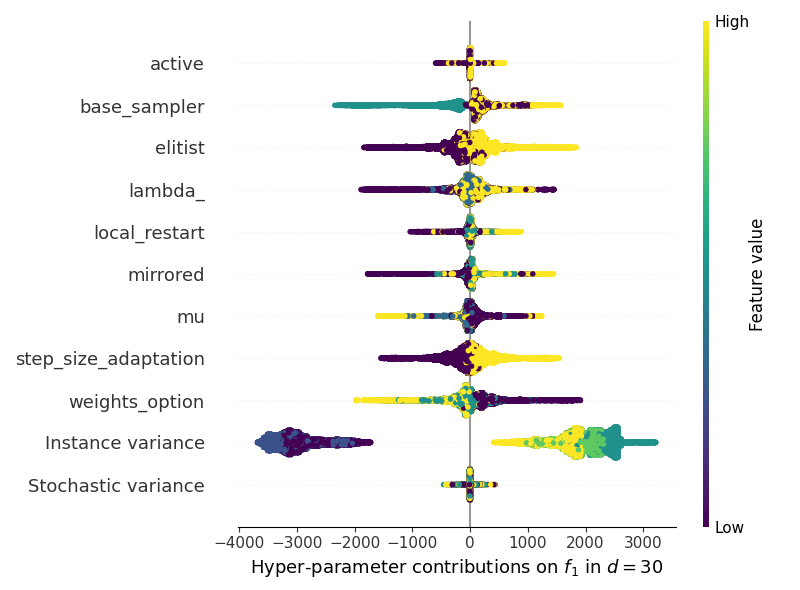 High
active
base_sampler
elitist
lambda_
local_restart
mirrored
mu
step_size_adaptation
weights_option
Instance variance
Stochastic variance
Feature value
Low
−4000 −3000 −2000 −1000 0 1000 2000 3000
Hyper-parameter contributions on f₁ in d = 30